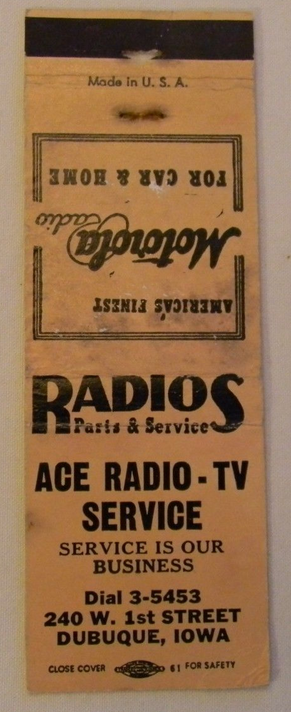 Made in U. S. A.
AMERICA'S FINEST
Motorola
Radio
FOR CAR & HOME
RADIOS
Parts & Service
ACE RADIO - TV
SERVICE
SERVICE IS OUR
BUSINESS
Dial 3-5453
240 W. 1st STREET
DUBUQUE, IOWA
CLOSE COVER 61 FOR SAFETY